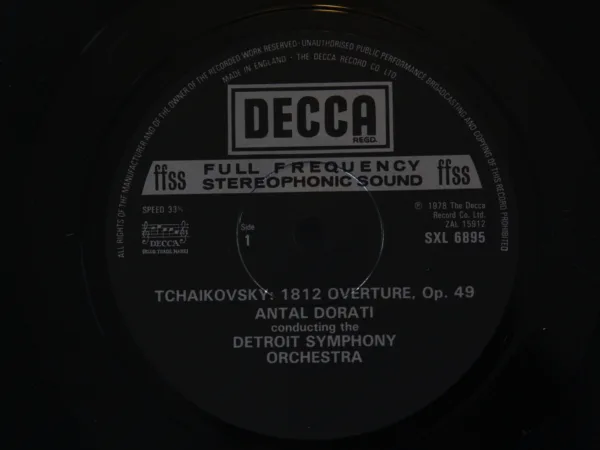 ALL RIGHTS OF THE MANUFACTURER AND OF THE OWNER OF THE RECORDED WORK RESERVED · UNAUTHORISED PUBLIC PERFORMANCE BROADCASTING AND COPYING OF THIS RECORD PROHIBITED
MADE IN ENGLAND · THE DECCA RECORD CO. LTD.
DECCA
REGD.
ffss FULL FREQUENCY STEREOPHONIC SOUND ffss
SPEED 33⅓
DECCA
Side
1
℗ 1978 The Decca
Record Co. Ltd.
ZAL 15912
SXL 6895
TCHAIKOVSKY: 1812 OVERTURE, Op. 49
ANTAL DORATI
conducting the
DETROIT SYMPHONY
ORCHESTRA